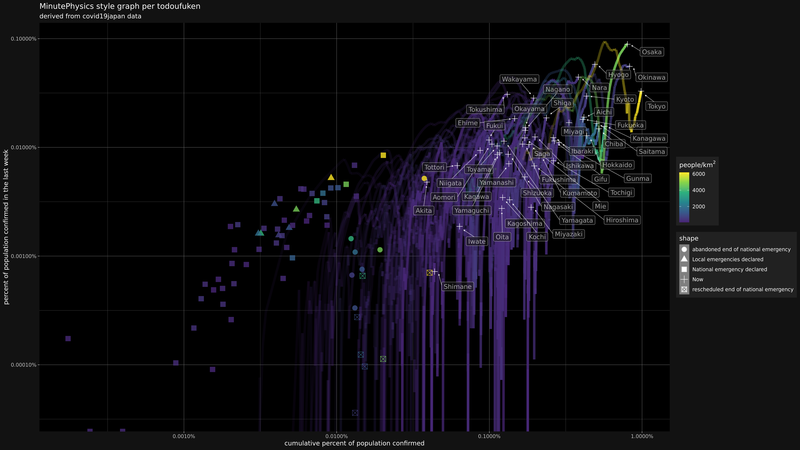 MinutePhysics style graph per todoufuken
derived from covid19japan data
percent of population confirmed in the last week
0.10000%
0.01000%
0.00100%
0.00010%
Osaka
Hyogo
Okinawa
Wakayama
Nagano
Nara
Tokushima
Okayama
Shiga
Kyoto
Tokyo
Aichi
Ehime
Fukui
Miyagi
Fukuoka
Kanagawa
Chiba
Saitama
Tottori
Toyama
Saga
Ibaraki
Ishikawa
Hokkaido
Niigata
Yamanashi
Fukushima
Gifu
Gunma
Aomori
Kagawa
Shizuoka
Kumamoto
Tochigi
Akita
Yamaguchi
Nagasaki
Mie
Kagoshima
Yamagata
Hiroshima
Iwate
Oita
Kochi
Miyazaki
Shimane
0.0010%
0.0100%
0.1000%
1.0000%
cumulative percent of population confirmed
people/km²
6000
4000
2000
shape
abandoned end of national emergency
Local emergencies declared
National emergency declared
Now
rescheduled end of national emergency